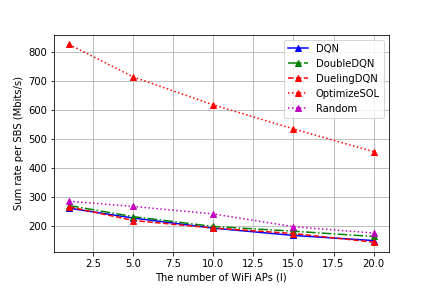 DQN
DoubleDQN
DuelingDQN
OptimizeSOL
Random
Sum rate per SBS (Mbits/s)
800
700
600
500
400
300
200
2.5 5.0 7.5 10.0 12.5 15.0 17.5 20.0
The number of WiFi APs (I)